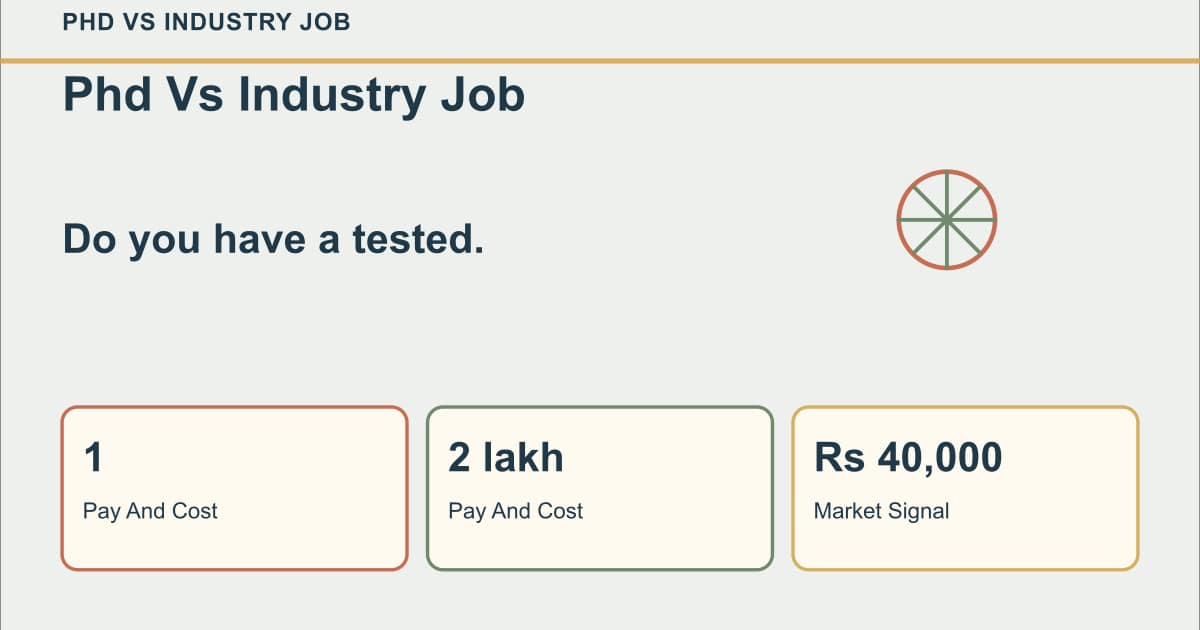 PHD VS INDUSTRY JOB
Phd Vs Industry Job
Do you have a tested.
1
Pay And Cost
2 lakh
Pay And Cost
Rs 40,000
Market Signal